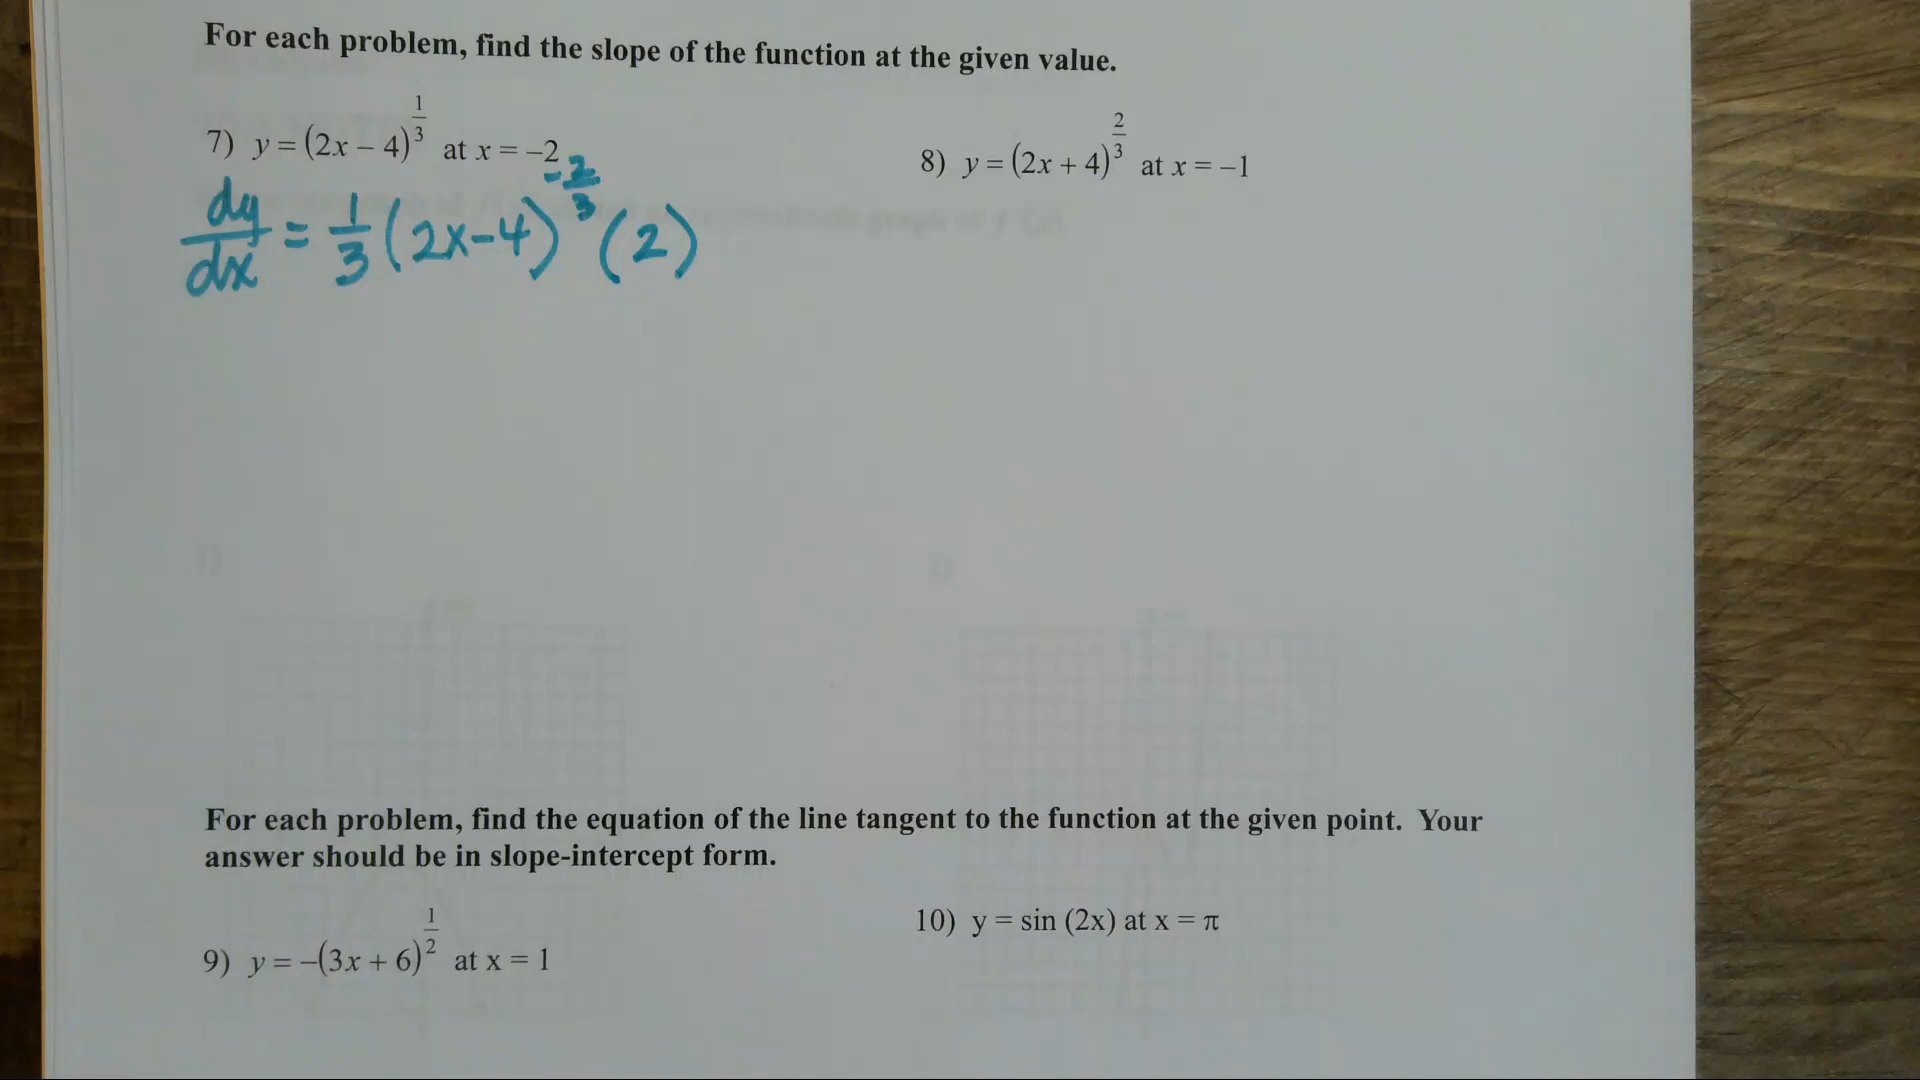 For each problem, find the slope of the function at the given value.
7) y = (2x – 4)^(1/3) at x = –2
dy/dx = 1/3 (2x-4)^(-2/3) (2)
8) y = (2x + 4)^(2/3) at x = –1
For each problem, find the equation of the line tangent to the function at the given point. Your
answer should be in slope-intercept form.
9) y = –(3x + 6)^(1/2) at x = 1
10) y = sin (2x) at x = π